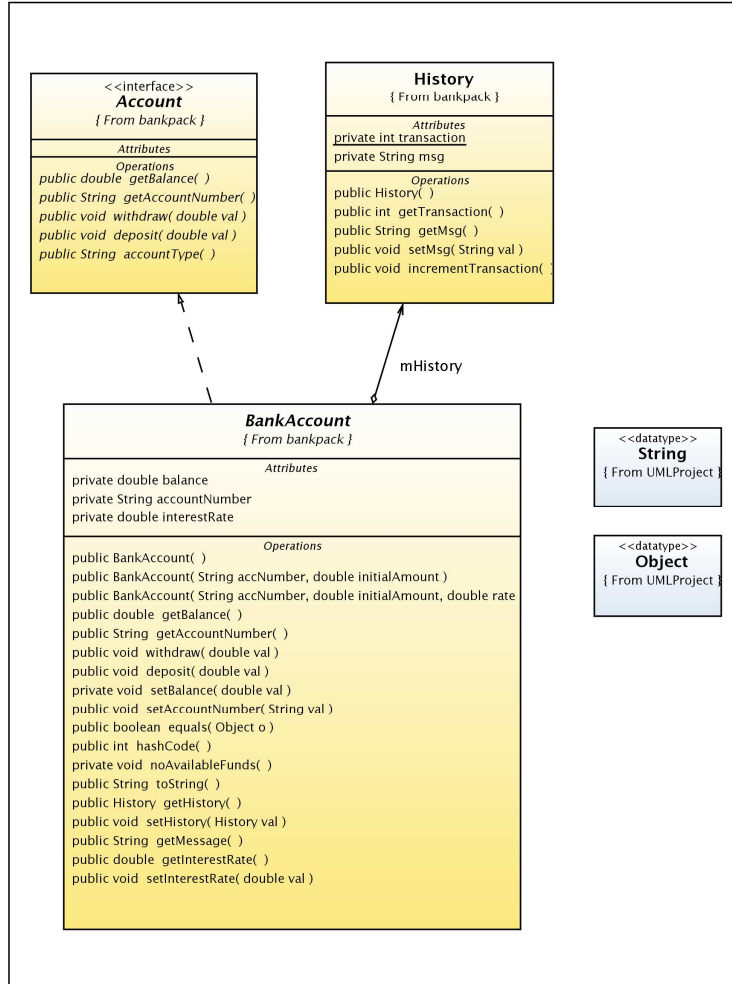 <<interface>>
Account
{ From bankpack }
Attributes
Operations
public double getBalance( )
public String getAccountNumber( )
public void withdraw( double val )
public void deposit( double val )
public String accountType( )
History
{ From bankpack }
Attributes
private int transaction
private String msg
Operations
public History( )
public int getTransaction( )
public String getMsg( )
public void setMsg( String val )
public void incrementTransaction( )
mHistory
BankAccount
{ From bankpack }
Attributes
private double balance
private String accountNumber
private double interestRate
Operations
public BankAccount( )
public BankAccount( String accNumber, double initialAmount )
public BankAccount( String accNumber, double initialAmount, double rate
public double getBalance( )
public String getAccountNumber( )
public void withdraw( double val )
public void deposit( double val )
private void setBalance( double val )
public void setAccountNumber( String val )
public boolean equals( Object o )
public int hashCode( )
private void noAvailableFunds( )
public String toString( )
public History getHistory( )
public void setHistory( History val )
public String getMessage( )
public double getInterestRate( )
public void setInterestRate( double val )
<<datatype>>
String
{ From UMLProject }
<<datatype>>
Object
{ From UMLProject }